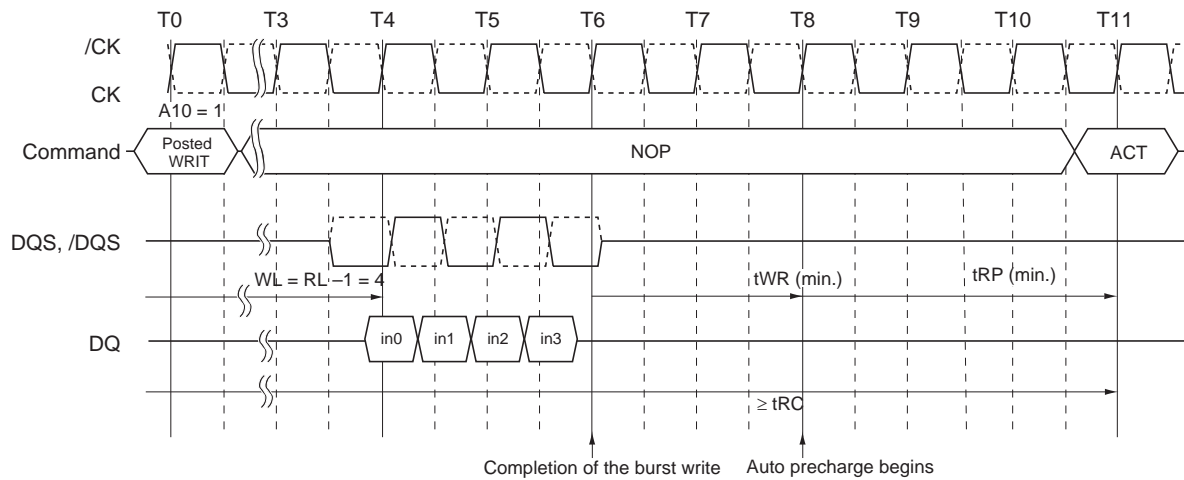 T0 T3 T4 T5 T6 T7 T8 T9 T10 T11
/CK
CK
A10 = 1
Command
Posted
WRIT
NOP
ACT
DQS, /DQS
WL = RL –1 = 4
tWR (min.)
tRP (min.)
DQ
in0 in1 in2 in3
≥ tRC
Completion of the burst write
Auto precharge begins